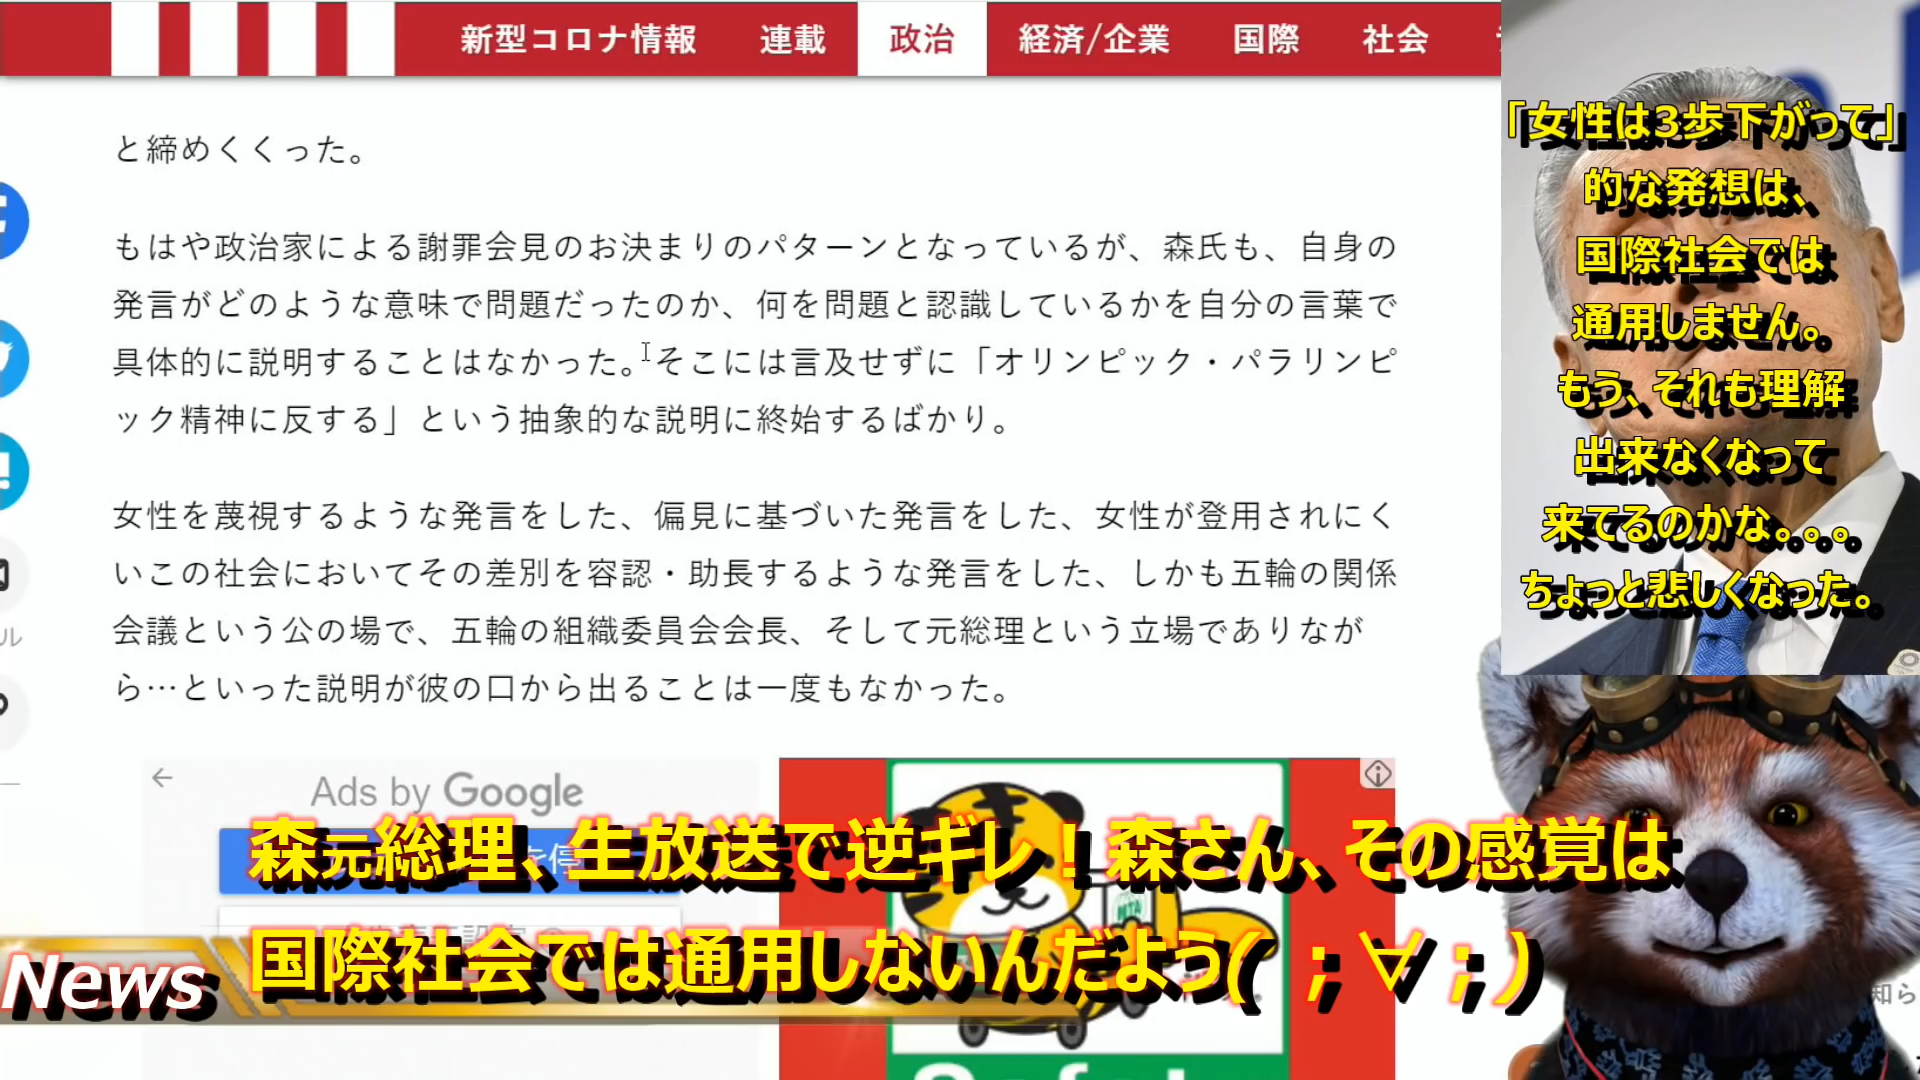 新型コロナ情報 連載 政治 経済/企業 国際 社会
と締めくくった。
もはや政治家による謝罪会見のお決まりのパターンとなっているが、森氏も、自身の
発言がどのような意味で問題だったのか、何を問題と認識しているかを自分の言葉で
具体的に説明することはなかった。そこには言及せずに「オリンピック・パラリンピ
ック精神に反する」という抽象的な説明に終始するばかり。
女性を蔑視するような発言をした、偏見に基づいた発言をした、女性が登用されにく
いこの社会においてその差別を容認・助長するような発言をした、しかも五輪の関係
会議という公の場で、五輪の組織委員会会長、そして元総理という立場でありなが
ら…といった説明が彼の口から出ることは一度もなかった。
「女性は3歩下がって」
的な発想は、
国際社会では
通用しません。
もう、それも理解
出来なくなって
来てるのかな。。。
ちょっと悲しくなった。
Ads by Google
森元総理、生放送で逆ギレ！森さん、その感覚は
国際社会では通用しないんだよう( ；∀；)
News
知ら